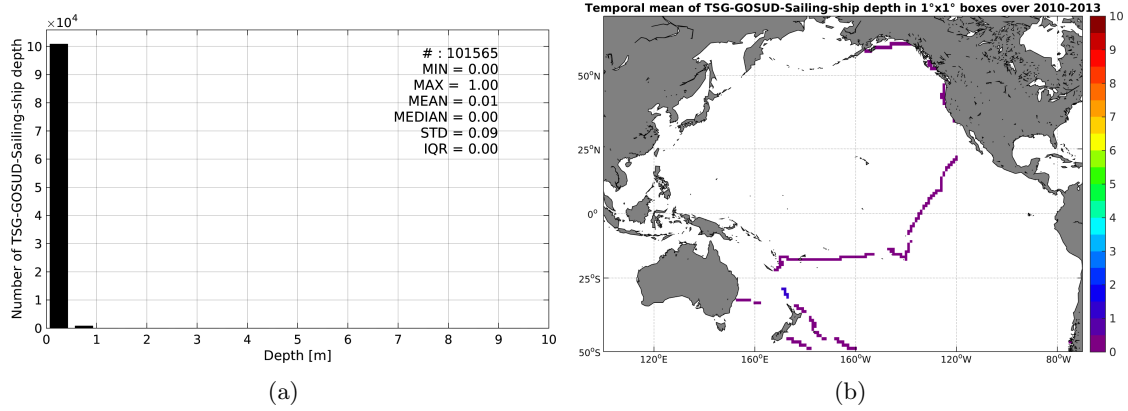 ×10⁴
Number of TSG-GOSUD-Sailing-ship depth
10
9
8
7
6
5
4
3
2
1
0
# : 101565
MIN = 0.00
MAX = 1.00
MEAN = 0.01
MEDIAN = 0.00
STD = 0.09
IQR = 0.00
0 1 2 3 4 5 6 7 8 9 10
Depth [m]
(a)
Temporal mean of TSG-GOSUD-Sailing-ship depth in 1°x1° boxes over 2010-2013
50°N
25°N
0°
25°S
50°S
120°E 160°E 160°W 120°W 80°W
10
9
8
7
6
5
4
3
2
1
0
(b)